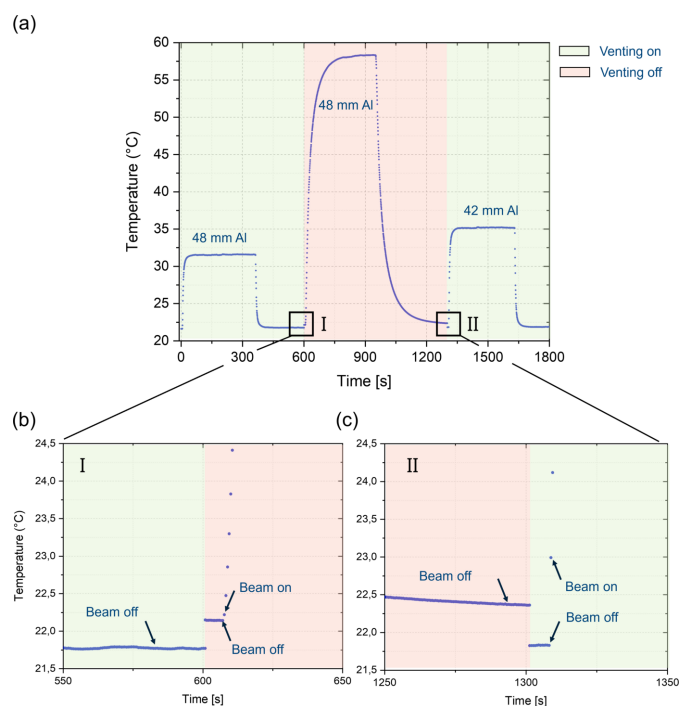 (a)
Venting on
Venting off
Temperature (°C)
60
55
50
45
40
35
30
25
20
48 mm Al
48 mm Al
42 mm Al
I
II
0
300
600
900
1200
1500
1800
Time [s]
(b)
(c)
Temperature (°C)
24,5
24,0
23,5
23,0
22,5
22,0
21,5
I
Beam off
Beam on
Beam off
550
600
650
Time [s]
24,5
24,0
23,5
23,0
22,5
22,0
21,5
II
Beam off
Beam on
Beam off
1250
1300
1350
Time [s]